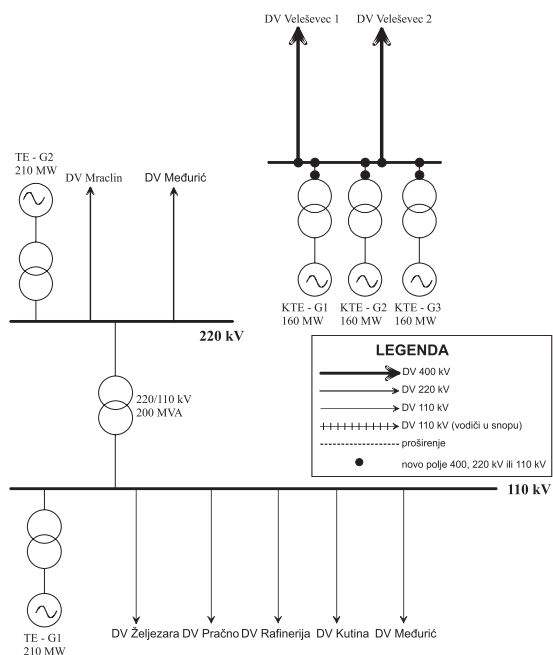 DV Veleševec 1
DV Veleševec 2
TE - G2
210 MW
DV Mraclin
DV Međurić
KTE - G1
160 MW
KTE - G2
160 MW
KTE - G3
160 MW
220 kV
LEGENDA
DV 400 kV
DV 220 kV
DV 110 kV
DV 110 kV (vodiči u snopu)
proširenje
novo polje 400, 220 kV ili 110 kV
220/110 kV
200 MVA
110 kV
TE - G1
210 MW
DV Željezara
DV Pračno
DV Rafinerija
DV Kutina
DV Međurić